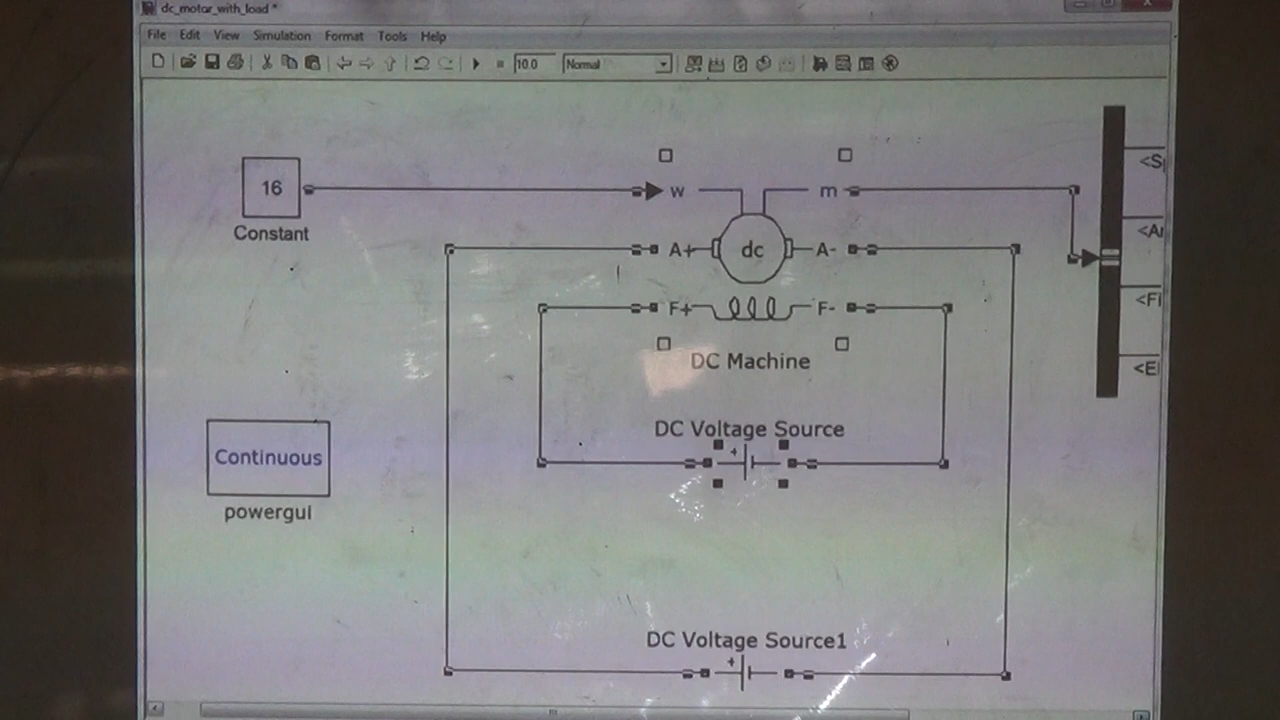 dc_motor_with_load *
File Edit View Simulation Format Tools Help
10.0 Normal
16
Constant
w m
A+ dc A-
F+ F-
DC Machine
<S
<A
<F
<E
DC Voltage Source
+
Continuous
powergui
DC Voltage Source1
+